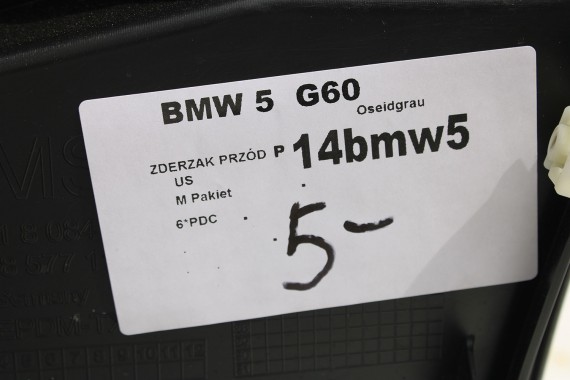 BMW 5 G60
Oseidgrau
ZDERZAK PRZÓD P 14bmw5
US
M Pakiet
6*PDC
5-